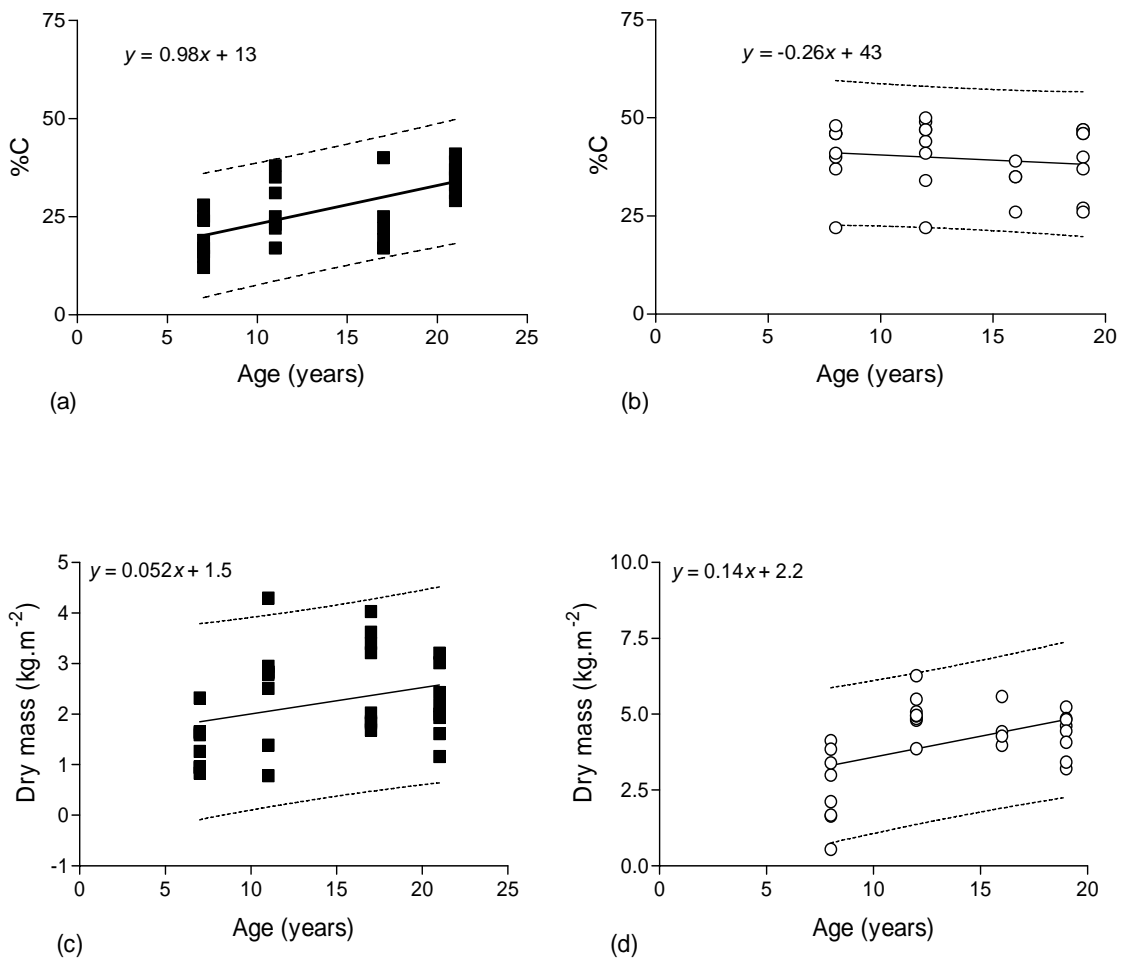 75
y = 0.98x + 13
50
%C
25
0
0 5 10 15 20 25
Age (years)
(a)
75
y = -0.26x + 43
50
%C
25
0
0 5 10 15 20
Age (years)
(b)
5
y = 0.052x + 1.5
4
3
2
1
0
-1
Dry mass (kg.m⁻²)
0 5 10 15 20 25
Age (years)
(c)
10.0
y = 0.14x + 2.2
7.5
5.0
2.5
0.0
Dry mass (kg.m⁻²)
0 5 10 15 20
Age (years)
(d)